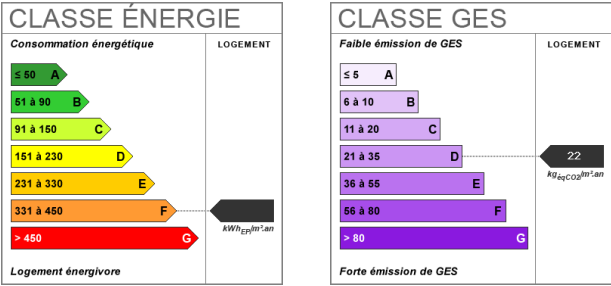 CLASSE ÉNERGIE
Consommation énergétique
LOGEMENT
≤ 50 A
51 à 90 B
91 à 150 C
151 à 230 D
231 à 330 E
331 à 450 F
> 450 G
kWhEP/m².an
Logement énergivore
CLASSE GES
Faible émission de GES
LOGEMENT
≤ 5 A
6 à 10 B
11 à 20 C
21 à 35 D
22
kgéqCO2/m².an
36 à 55 E
56 à 80 F
> 80 G
Forte émission de GES